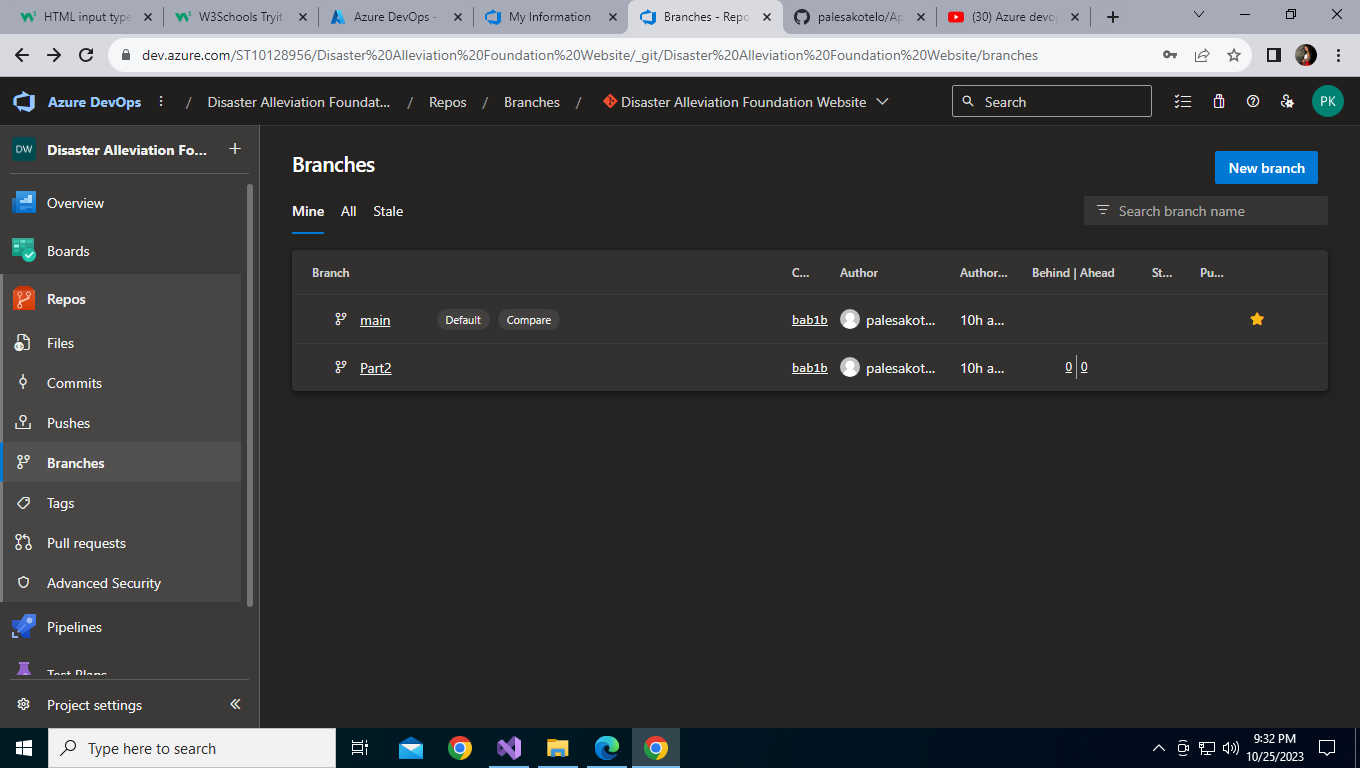 HTML input type
W3Schools Tryit
Azure DevOps -
My Information
Branches - Repo
palesakotelo/Ap
(30) Azure devo
dev.azure.com/ST10128956/Disaster%20Alleviation%20Foundation%20Website/_git/Disaster%20Alleviation%20Foundation%20Website/branches
Azure DevOps / Disaster Alleviation Foundat... / Repos / Branches / Disaster Alleviation Foundation Website
Search
PK
DW Disaster Alleviation Fo... +
Overview
Boards
Repos
Files
Commits
Pushes
Branches
Tags
Pull requests
Advanced Security
Pipelines
Test Plans
Project settings
Branches
New branch
Mine All Stale
Search branch name
Branch C... Author Author... Behind | Ahead St... Pu...
main Default Compare bab1b palesakot... 10h a...
Part2 bab1b palesakot... 10h a... 0 0
Type here to search
9:32 PM
10/25/2023